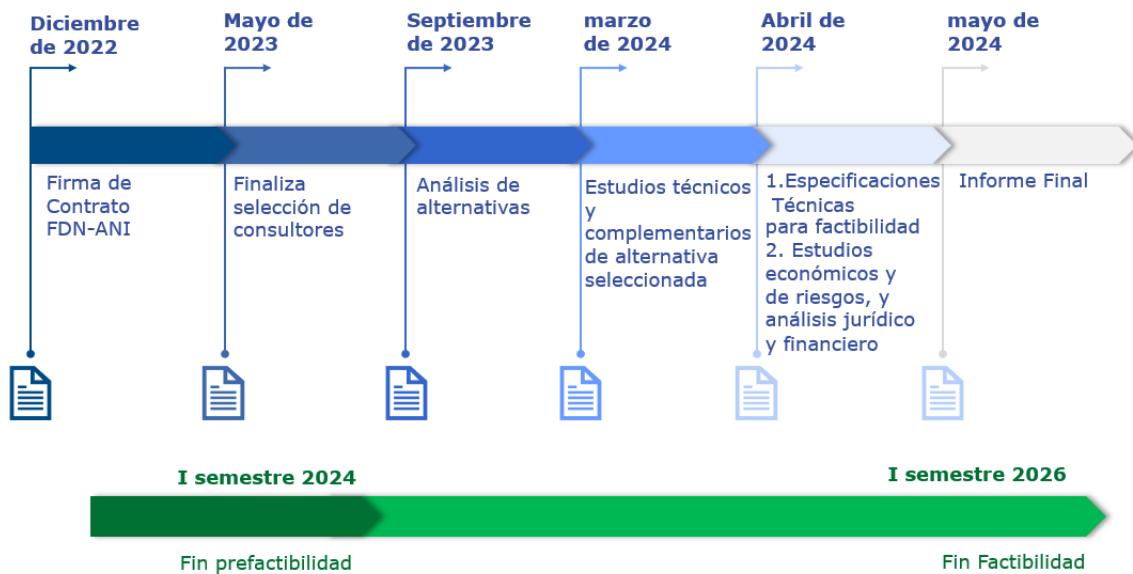 Diciembre
de 2022
Mayo de
2023
Septiembre
de 2023
marzo
de 2024
Abril de
2024
mayo
de 2024
Firma de
Contrato
FDN-ANI
Finaliza
selección de
consultores
Análisis de
alternativas
Estudios técnicos
y
complementarios
de alternativa
seleccionada
1.Especificaciones
Técnicas
para factibilidad
2. Estudios
económicos y
de riesgos, y
análisis jurídico
y financiero
Informe Final
I semestre 2024
I semestre 2026
Fin prefactibilidad
Fin Factibilidad